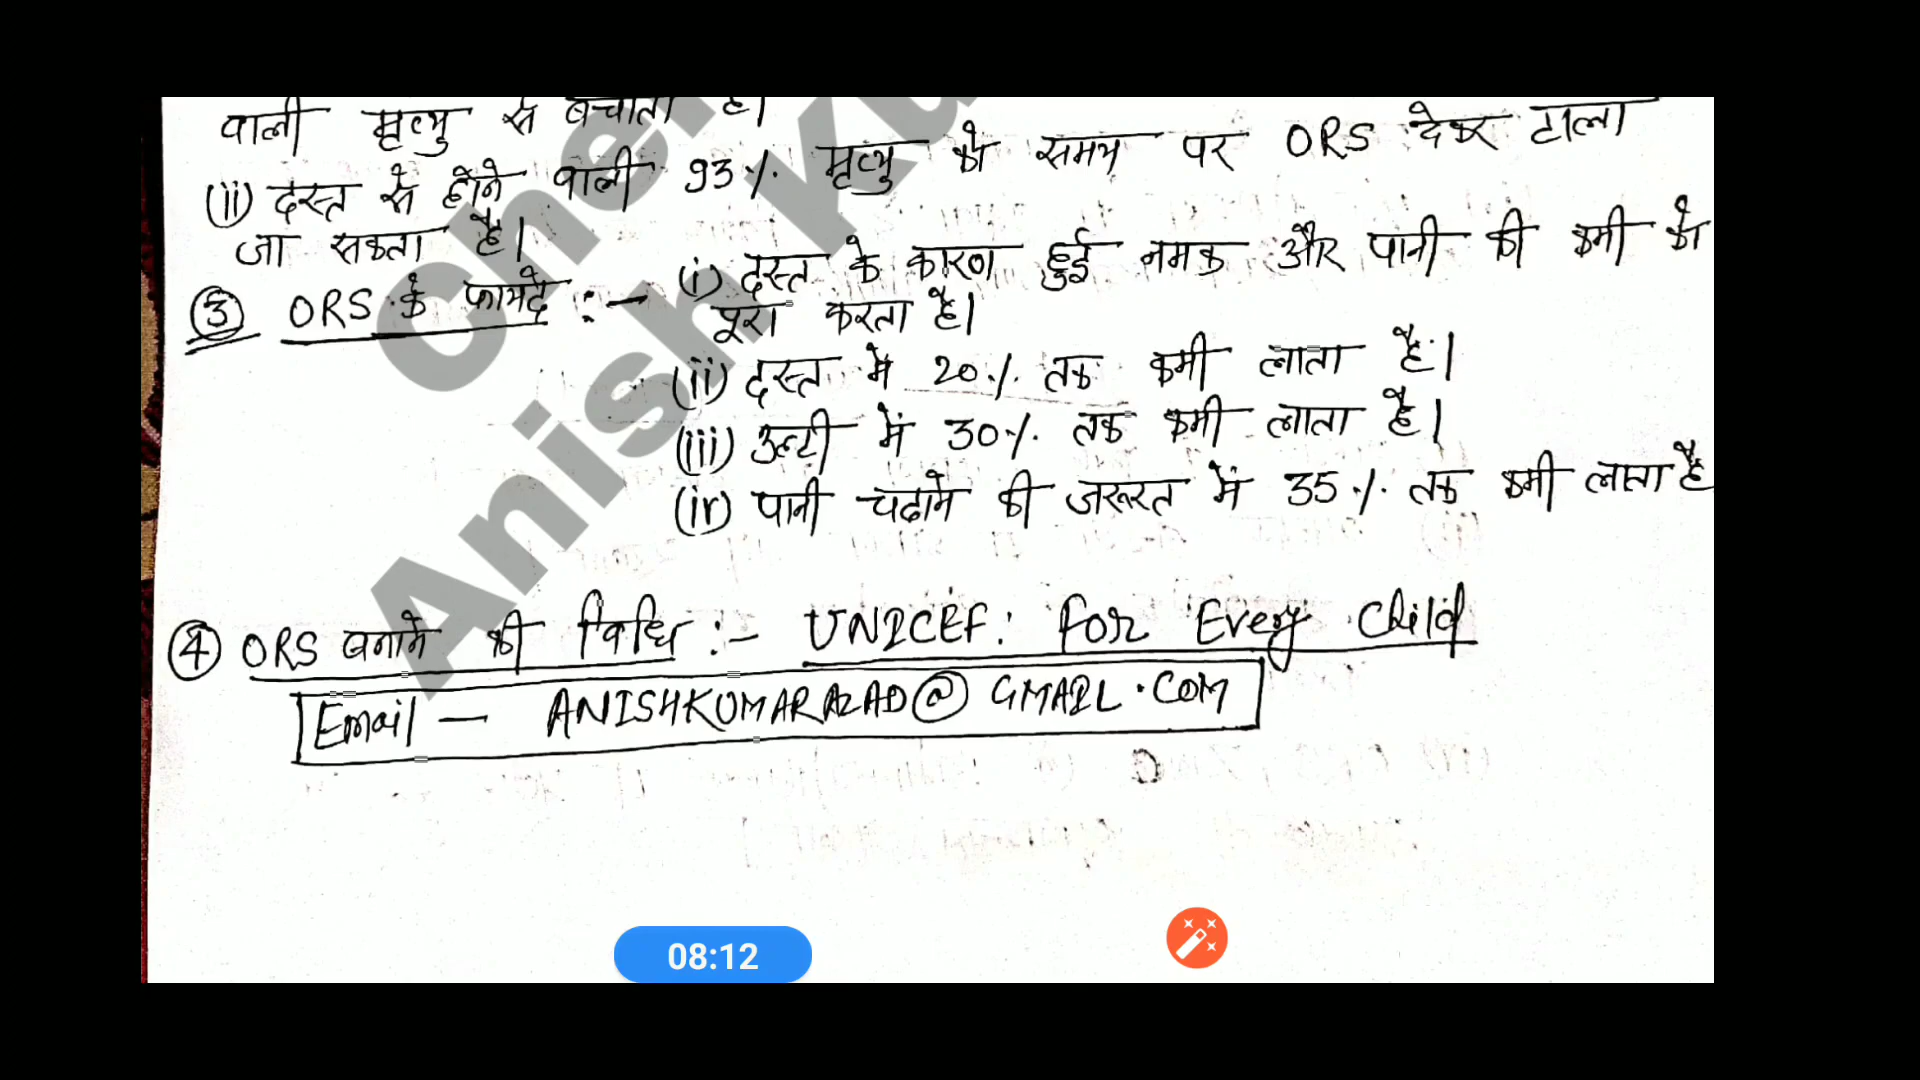 वाली मृत्यु से बचाता है।
(ii) दस्त से होने वाली 93% मृत्यु को समय पर ORS देकर टाला
जा सकता है।
③ ORS के फायदे :- (i) दस्त के कारण हुई नमक और पानी की कमी को
पूरा करता है।
(ii) दस्त में 20% तक कमी लाता है।
(iii) उल्टी में 30% तक कमी लाता है।
(iv) पानी चढ़ाने की जरूरत में 35% तक कमी लाता है
④ ORS बनाने की विधि :- UNICEF: for Every Child
Email — ANISHKUMARAZAD@GMAIL.COM
Anish Ku
08:12